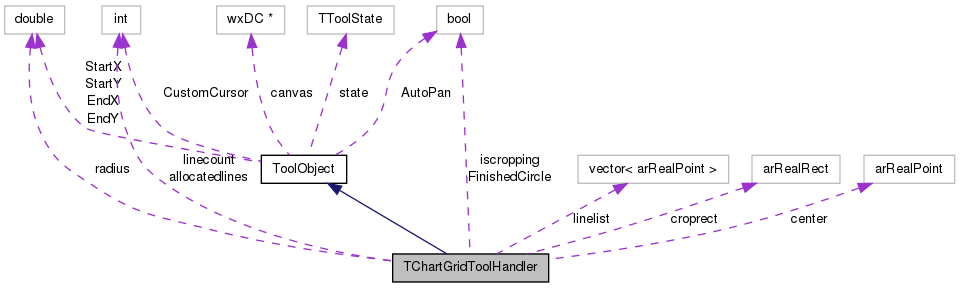 double
int
wxDC *
TToolState
bool
StartX
StartY
EndX
EndY
CustomCursor
canvas
state
AutoPan
radius
linecount
allocatedlines
ToolObject
iscropping
FinishedCircle
vector< arRealPoint >
arRealRect
arRealPoint
linelist
croprect
center
TChartGridToolHandler